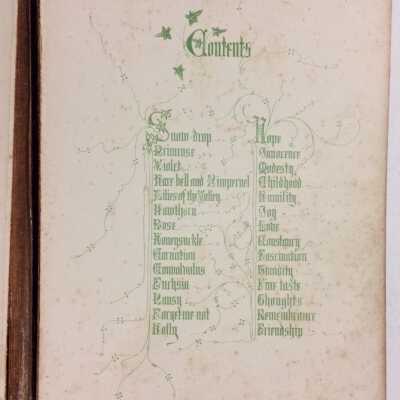 Contents
Snow-drop Hope
Primrose Innocence
Violet Modesty
Hare bell and Pimpernel Childhood
Lilies of the Valley Humility
Hawthorn Joy
Rose Love
Honeysuckle Constancy
Carnation Fascination
Convolvulus
Fuchsia Fine taste
Pansy Thoughts
Forget me not Remembrance
Holly Friendship